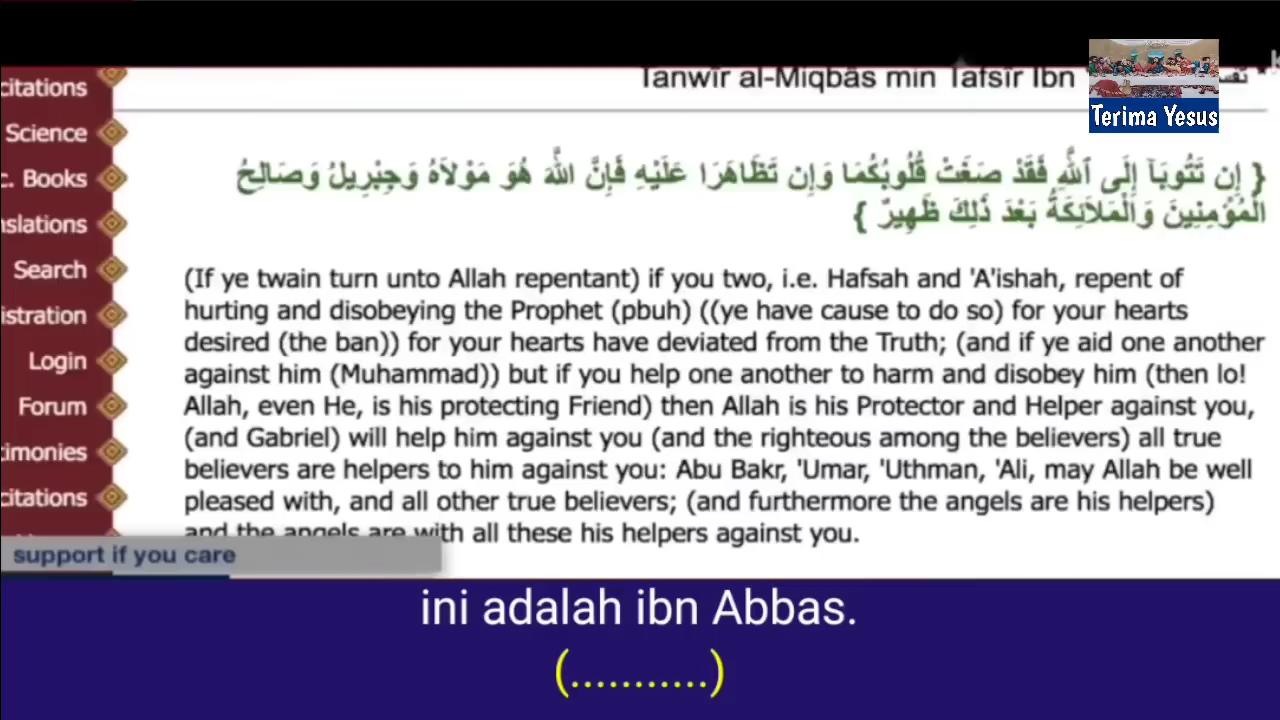 Tanwîr al-Miqbâs min Tafsîr Ibn
Terima Yesus
citations
Science
c. Books
nslations
Search
istration
Login
Forum
timonies
citations
{ إِن تَتُوبَآ إِلَى ٱللَّهِ فَقَدْ صَغَتْ قُلُوبُكُمَا وَإِن تَظَاهَرَا عَلَيْهِ فَإِنَّ ٱللَّهَ هُوَ مَوْلاَهُ وَجِبْرِيلُ وَصَالِحُ
ٱلْمُؤْمِنِينَ وَٱلْمَلاَئِكَةُ بَعْدَ ذَلِكَ ظَهِيرٌ }
(If ye twain turn unto Allah repentant) if you two, i.e. Hafsah and 'A'ishah, repent of
hurting and disobeying the Prophet (pbuh) ((ye have cause to do so) for your hearts
desired (the ban)) for your hearts have deviated from the Truth; (and if ye aid one another
against him (Muhammad)) but if you help one another to harm and disobey him (then lo!
Allah, even He, is his protecting Friend) then Allah is his Protector and Helper against you,
(and Gabriel) will help him against you (and the righteous among the believers) all true
believers are helpers to him against you: Abu Bakr, 'Umar, 'Uthman, 'Ali, may Allah be well
pleased with, and all other true believers; (and furthermore the angels are his helpers)
and the angels are with all these his helpers against you.
support if you care
ini adalah ibn Abbas.
(...........)